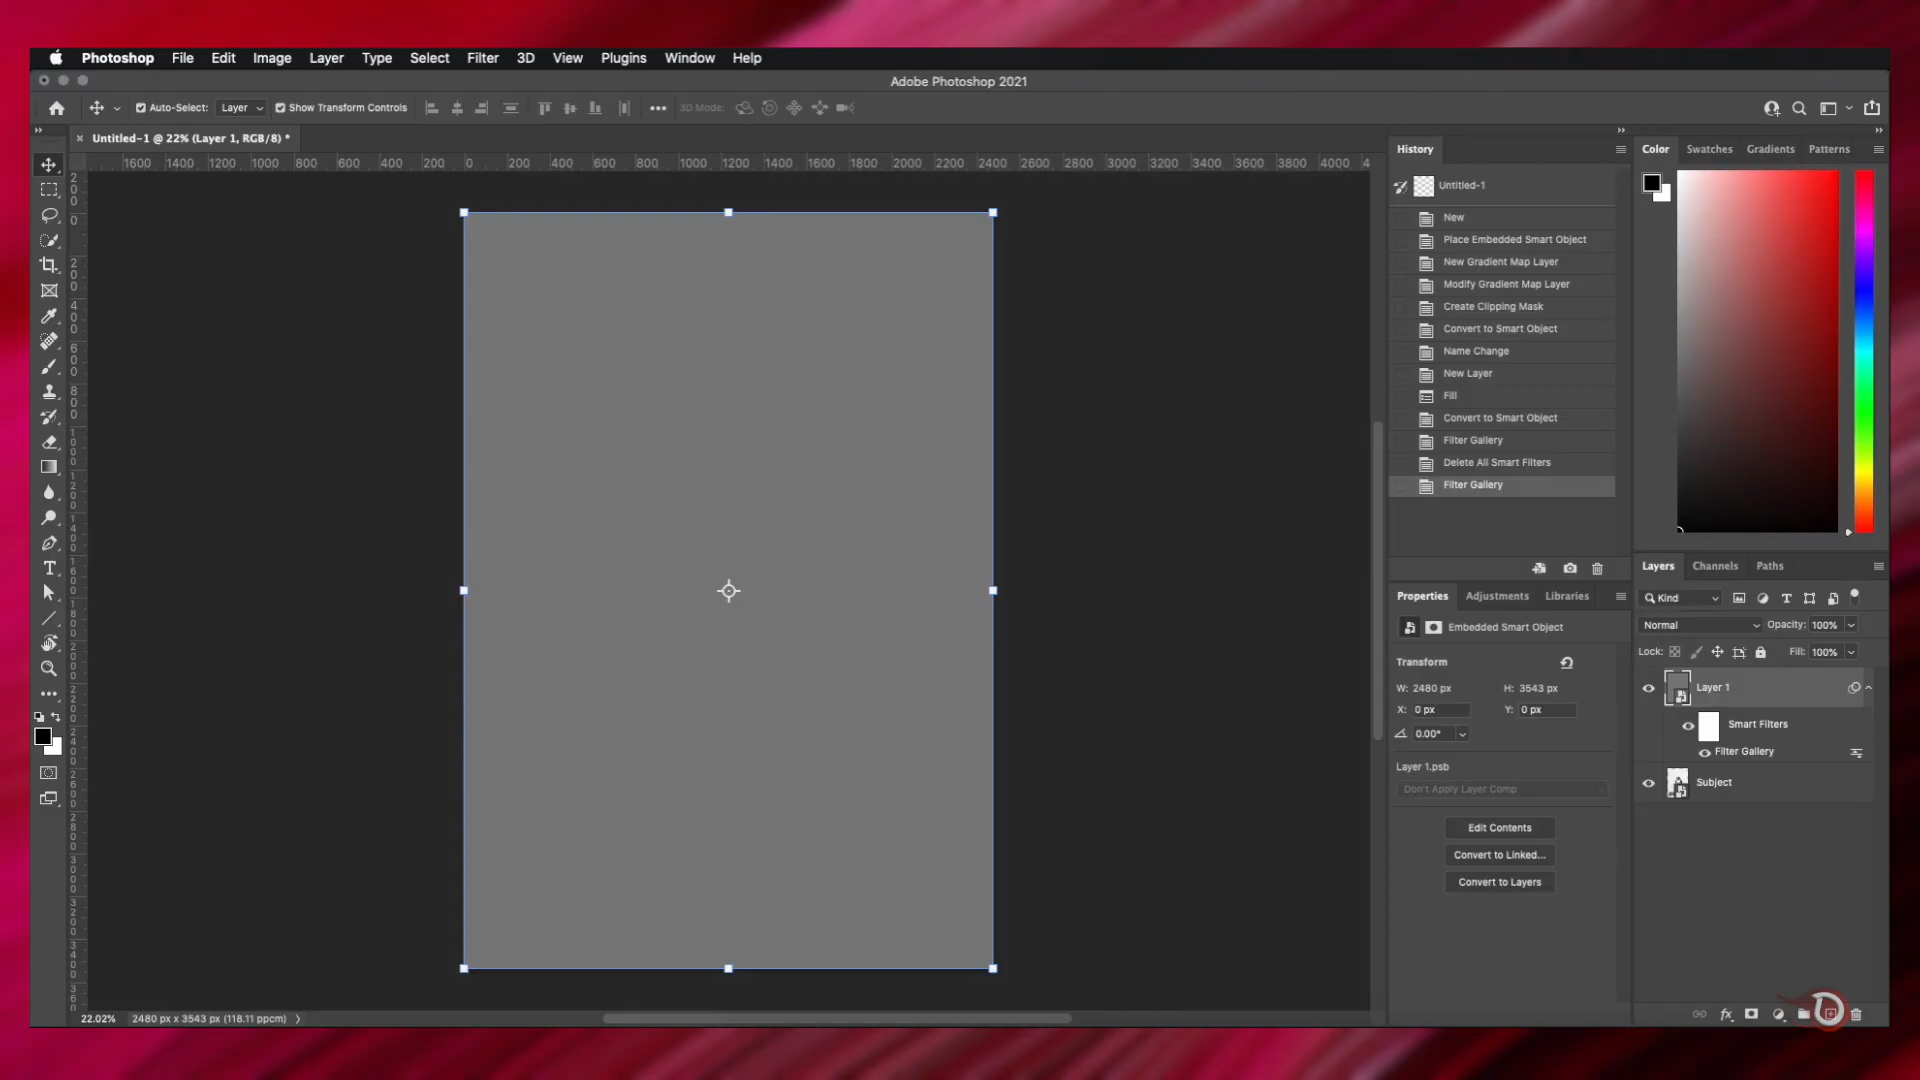 Photoshop File Edit Image Layer Type Select Filter 3D View Plugins Window Help
Adobe Photoshop 2021
Auto-Select: Layer Show Transform Controls 3D Mode:
Untitled-1 @ 22% (Layer 1, RGB/8) *
1600 1400 1200 1000 800 600 400 200 0 200 400 600 800 1000 1200 1400 1600 1800 2000 2200 2400 2600 2800 3000 3200 3400 3600 3800 4000 4
History
Untitled-1
New
Place Embedded Smart Object
New Gradient Map Layer
Modify Gradient Map Layer
Create Clipping Mask
Convert to Smart Object
Name Change
New Layer
Fill
Convert to Smart Object
Filter Gallery
Delete All Smart Filters
Filter Gallery
Color Swatches Gradients Patterns
Properties Adjustments Libraries
Embedded Smart Object
Transform
W: 2480 px H: 3543 px
X: 0 px Y: 0 px
0.00°
Layer 1.psb
Don't Apply Layer Comp
Edit Contents
Convert to Linked...
Convert to Layers
Layers Channels Paths
Kind
Normal Opacity: 100%
Lock: Fill: 100%
Layer 1
Smart Filters
Filter Gallery
Subject
22.02% 2480 px x 3543 px (118.11 ppcm)